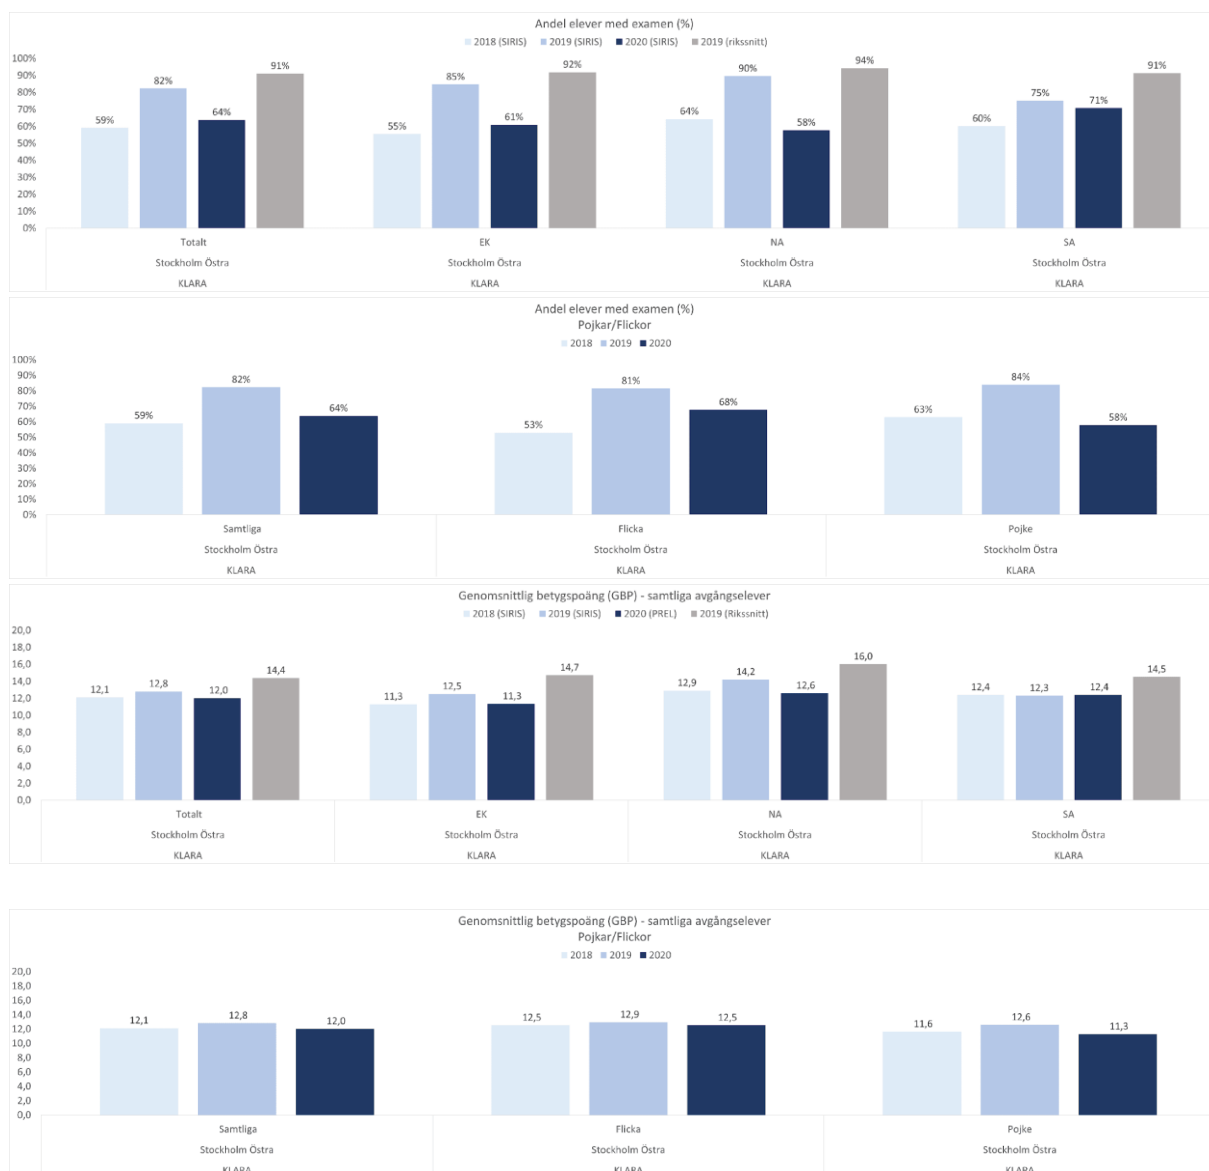 Andel elever med examen (%)
2018 (SIRIS) 2019 (SIRIS) 2020 (SIRIS) 2019 (rikssnitt)
100%
90%
80%
70%
60%
50%
40%
30%
20%
10%
0%
59% 82% 64% 91% 55% 85% 61% 92% 64% 90% 58% 94% 60% 75% 71% 91%
Totalt EK NA SA
Stockholm Östra Stockholm Östra Stockholm Östra Stockholm Östra
KLARA KLARA KLARA KLARA
Andel elever med examen (%)
Pojkar/Flickor
2018 2019 2020
100%
90%
80%
70%
60%
50%
40%
30%
20%
10%
0%
59% 82% 64% 53% 81% 68% 63% 84% 58%
Samtliga Flicka Pojke
Stockholm Östra Stockholm Östra Stockholm Östra
KLARA KLARA KLARA
Genomsnittlig betygspoäng (GBP) - samtliga avgångselever
2018 (SIRIS) 2019 (SIRIS) 2020 (PREL) 2019 (Rikssnitt)
20,0
18,0
16,0
14,0
12,0
10,0
8,0
6,0
4,0
2,0
0,0
12,1 12,8 12,0 14,4 11,3 12,5 11,3 14,7 12,9 14,2 12,6 16,0 12,4 12,3 12,4 14,5
Totalt EK NA SA
Stockholm Östra Stockholm Östra Stockholm Östra Stockholm Östra
KLARA KLARA KLARA KLARA
Genomsnittlig betygspoäng (GBP) - samtliga avgångselever
Pojkar/Flickor
2018 2019 2020
20,0
18,0
16,0
14,0
12,0
10,0
8,0
6,0
4,0
2,0
0,0
12,1 12,8 12,0 12,5 12,9 12,5 11,6 12,6 11,3
Samtliga Flicka Pojke
Stockholm Östra Stockholm Östra Stockholm Östra
KLARA KLARA KLARA